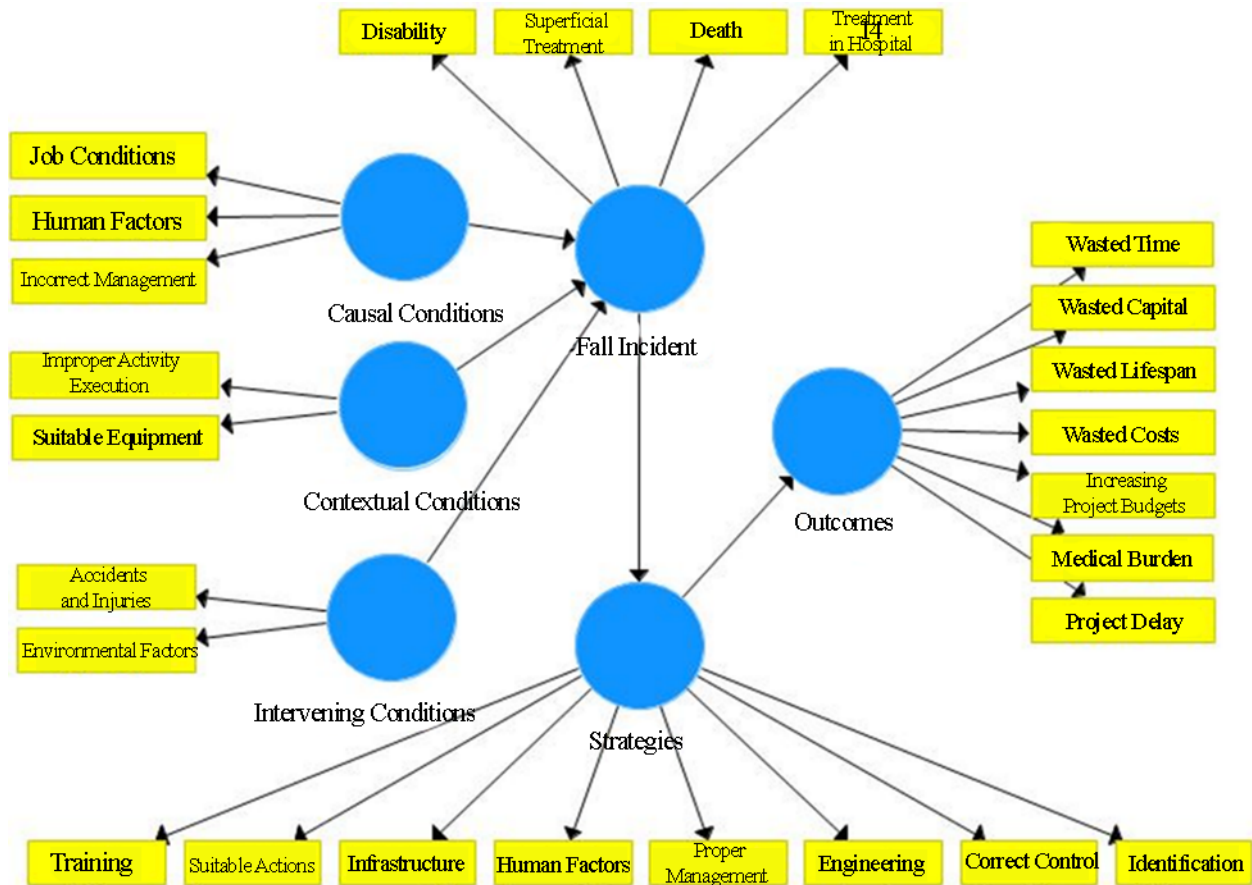 Disability
Superficial
Treatment
Death
Treatment
14
in Hospital
Job Conditions
Human Factors
Incorrect Management
Causal Conditions
Fall Incident
Improper Activity
Execution
Suitable Equipment
Contextual Conditions
Accidents
and Injuries
Environmental Factors
Intervening Conditions
Wasted Time
Wasted Capital
Wasted Lifespan
Wasted Costs
Increasing
Project Budgets
Medical Burden
Project Delay
Outcomes
Strategies
Training
Suitable Actions
Infrastructure
Human Factors
Proper
Management
Engineering
Correct Control
Identification